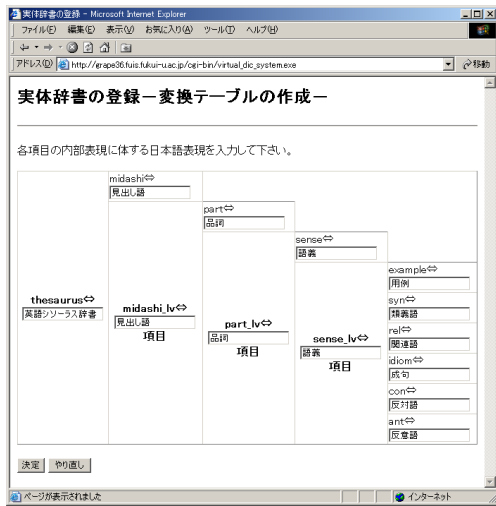 実体辞書の登録 - Microsoft Internet Explorer
ファイル(F) 編集(E) 表示(V) お気に入り(A) ツール(T) ヘルプ(H)
アドレス(D) http://grape36.fuis.fukui-u.ac.jp/cgi-bin/virtual_dic_system.exe 移動
実体辞書の登録－変換テーブルの作成－
各項目の内部表現に体する日本語表現を入力して下さい。
midashi⇔
見出し語
part⇔
品詞
sense⇔
語義
example⇔
用例
thesaurus⇔
英語シソーラス辞書
midashi_lv⇔
見出し語
項目
part_lv⇔
品詞
項目
sense_lv⇔
語義
項目
syn⇔
類義語
rel⇔
関連語
idiom⇔
成句
con⇔
反対語
ant⇔
反意語
決定 やり直し
ページが表示されました インターネット